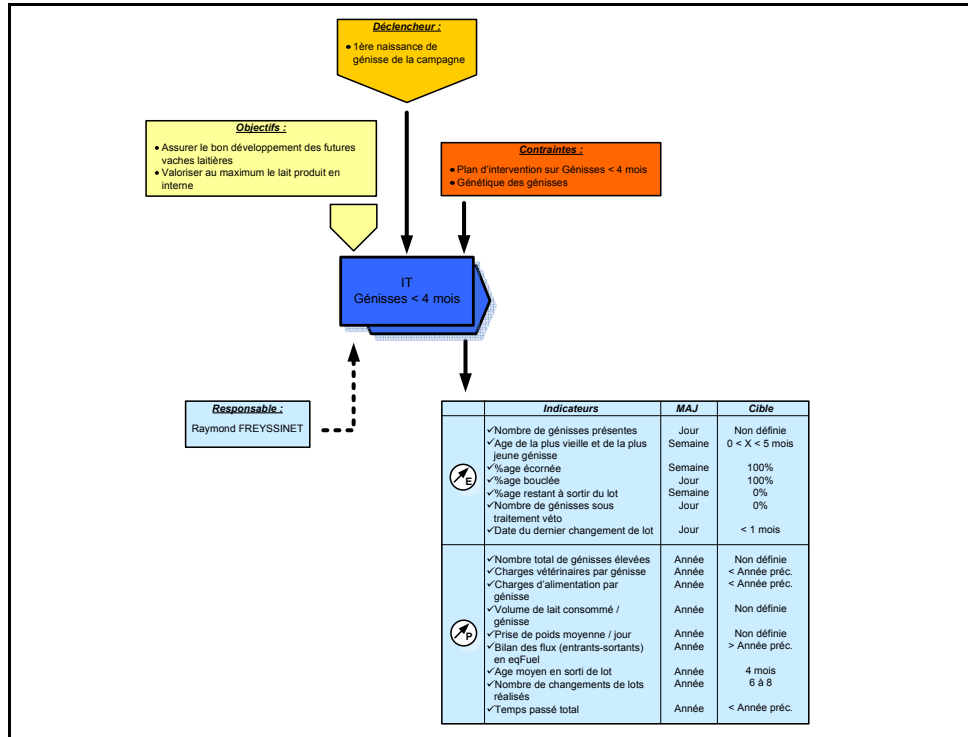 Déclencheur :
• 1ère naissance de
génisse de la campagne
Objectifs :
• Assurer le bon développement des futures
vaches laitières
• Valoriser au maximum le lait produit en
interne
Contraintes :
• Plan d'intervention sur Génisses < 4 mois
• Génétique des génisses
IT
Génisses < 4 mois
Responsable :
Raymond FREYSSINET
Indicateurs MAJ Cible
E
✓Nombre de génisses présentes Jour Non définie
✓Age de la plus vieille et de la plus Semaine 0 < X < 5 mois
jeune génisse
✓%age écornée Semaine 100%
✓%age bouclée Jour 100%
✓%age restant à sortir du lot Semaine 0%
✓Nombre de génisses sous Jour 0%
traitement véto
✓Date du dernier changement de lot Jour < 1 mois
P
✓Nombre total de génisses élevées Année Non définie
✓Charges vétérinaires par génisse Année < Année préc.
✓Charges d'alimentation par Année < Année préc.
génisse
✓Volume de lait consommé / Année Non définie
génisse
✓Prise de poids moyenne / jour Année Non définie
✓Bilan des flux (entrants-sortants) Année > Année préc.
en eqFuel
✓Age moyen en sorti de lot Année 4 mois
✓Nombre de changements de lots Année 6 à 8
réalisés
✓Temps passé total Année < Année préc.